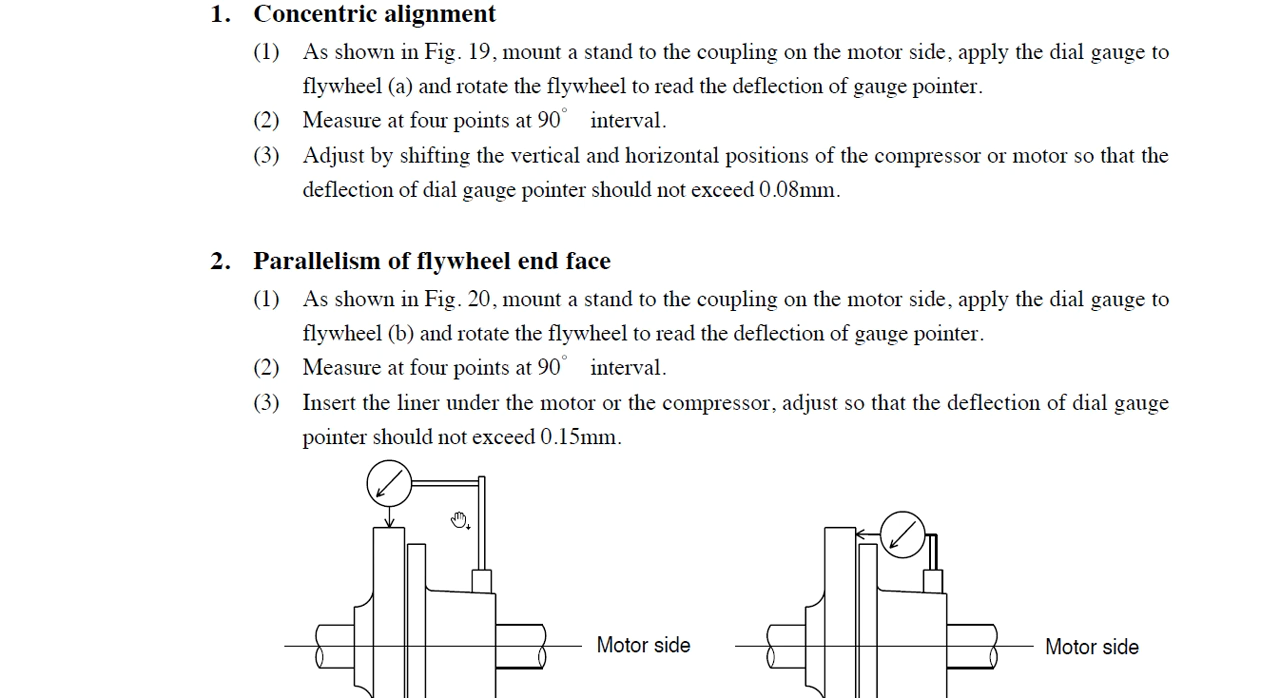 1. Concentric alignment
(1) As shown in Fig. 19, mount a stand to the coupling on the motor side, apply the dial gauge to
flywheel (a) and rotate the flywheel to read the deflection of gauge pointer.
(2) Measure at four points at 90° interval.
(3) Adjust by shifting the vertical and horizontal positions of the compressor or motor so that the
deflection of dial gauge pointer should not exceed 0.08mm.
2. Parallelism of flywheel end face
(1) As shown in Fig. 20, mount a stand to the coupling on the motor side, apply the dial gauge to
flywheel (b) and rotate the flywheel to read the deflection of gauge pointer.
(2) Measure at four points at 90° interval.
(3) Insert the liner under the motor or the compressor, adjust so that the deflection of dial gauge
pointer should not exceed 0.15mm.
Motor side
Motor side